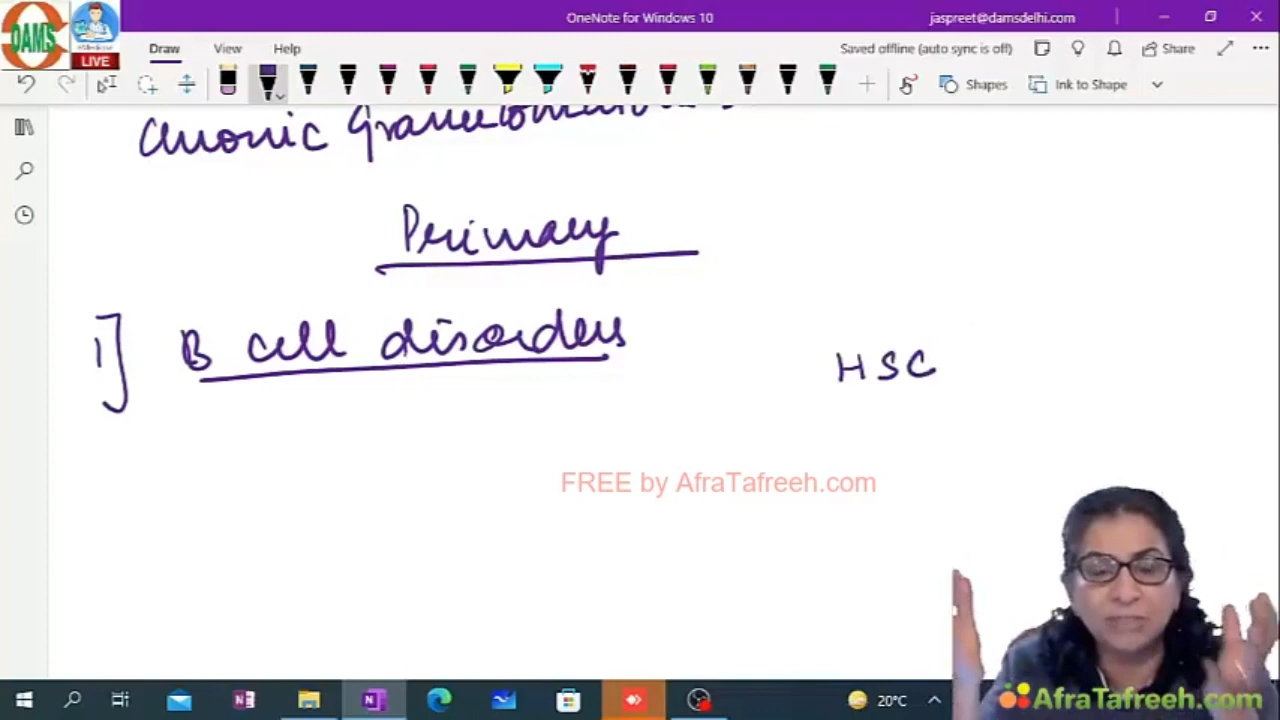 DAMS
eMedicoz
LIVE
OneNote for Windows 10
jaspreet@damsdelhi.com
Draw View Help
Saved offline (auto sync is off)
Share
Shapes
Ink to Shape
Chronic Granulomatous
Primary
1] B cell disorders
HSC
FREE by AfraTafreeh.com
20°C
AfraTafreeh.com